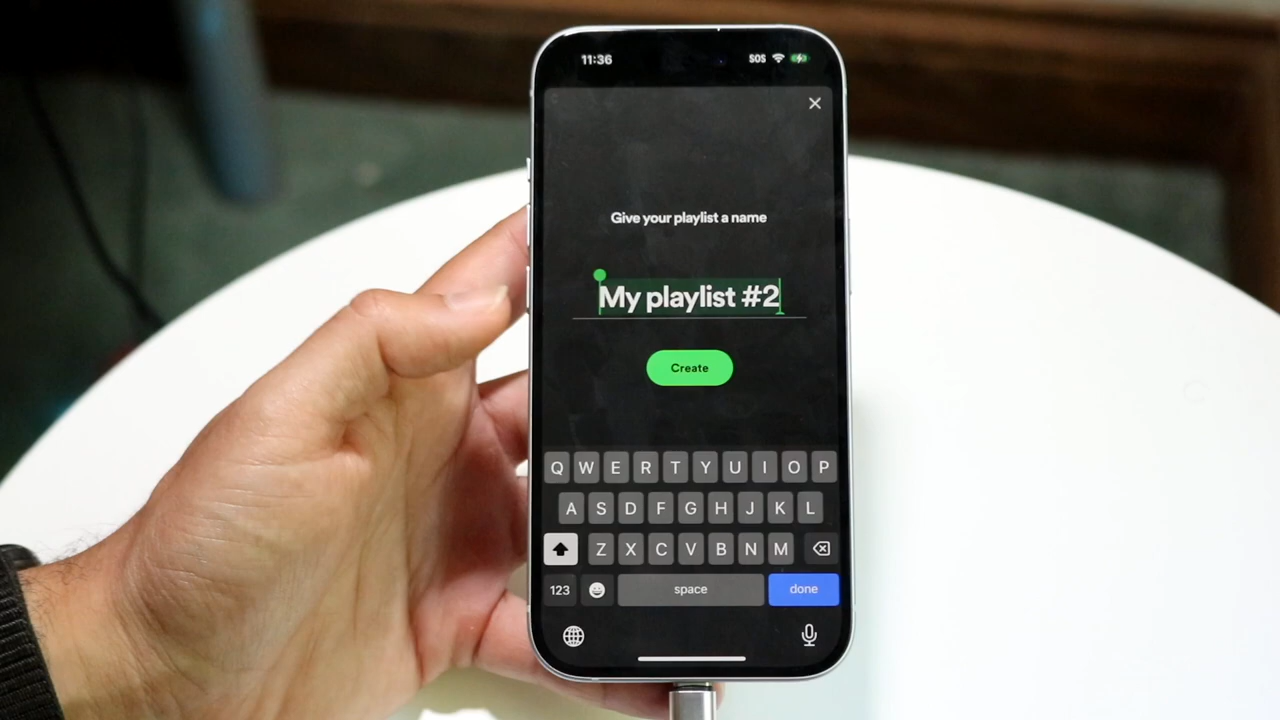 11:36 SOS
Give your playlist a name
My playlist #2
Create
Q W E R T Y U I O P
A S D F G H J K L
Z X C V B N M
123 space done